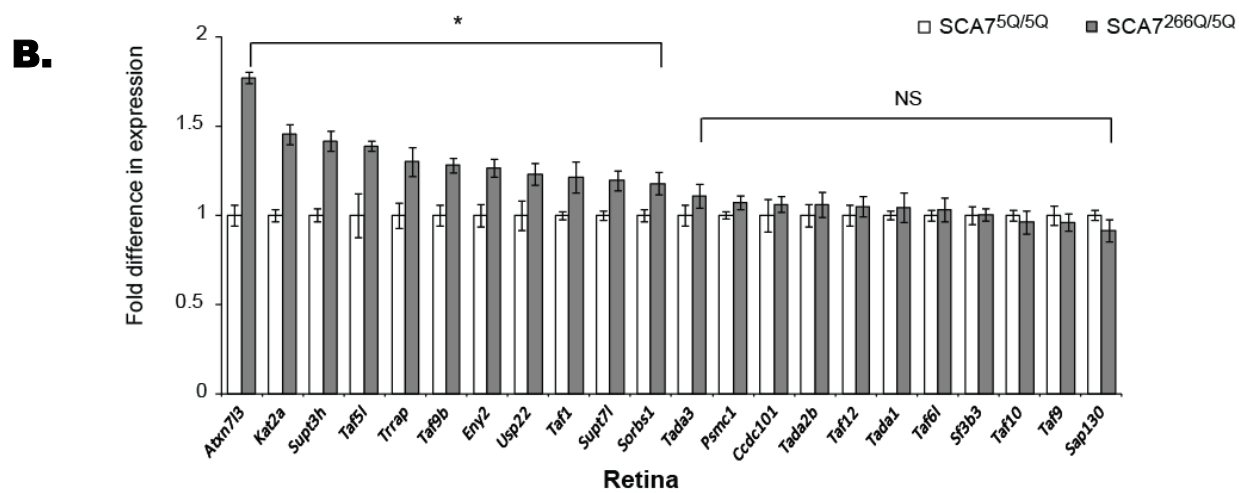 B.
SCA7 5Q/5Q SCA7 266Q/5Q
*
NS
Fold difference in expression
2
1.5
1
0.5
0
Atxn7l3 Kat2a Supt3h Taf5l Trrap Taf9b Eny2 Usp22 Taf1 Supt7l Sorbs1 Tada3 Psmc1 Ccdc101 Tada2b Taf12 Tada1 Taf6l Sf3b3 Taf10 Taf9 Sap130
Retina